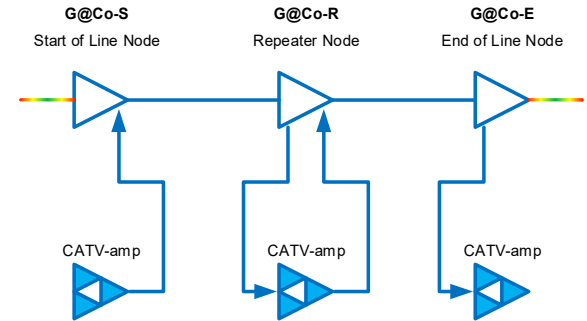 G@Co-S
Start of Line Node
G@Co-R
Repeater Node
G@Co-E
End of Line Node
CATV-amp
CATV-amp
CATV-amp